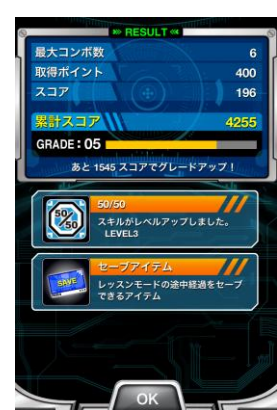 RESULT
最大コンボ数 6
取得ポイント 400
スコア 196
累計スコア 4255
GRADE：05
あと 1545 スコアでグレードアップ！
50/50
50/50
スキルがレベルアップしました。
LEVEL3
セーブアイテム
SAVE
レッスンモードの途中経過をセーブ
できるアイテム
OK